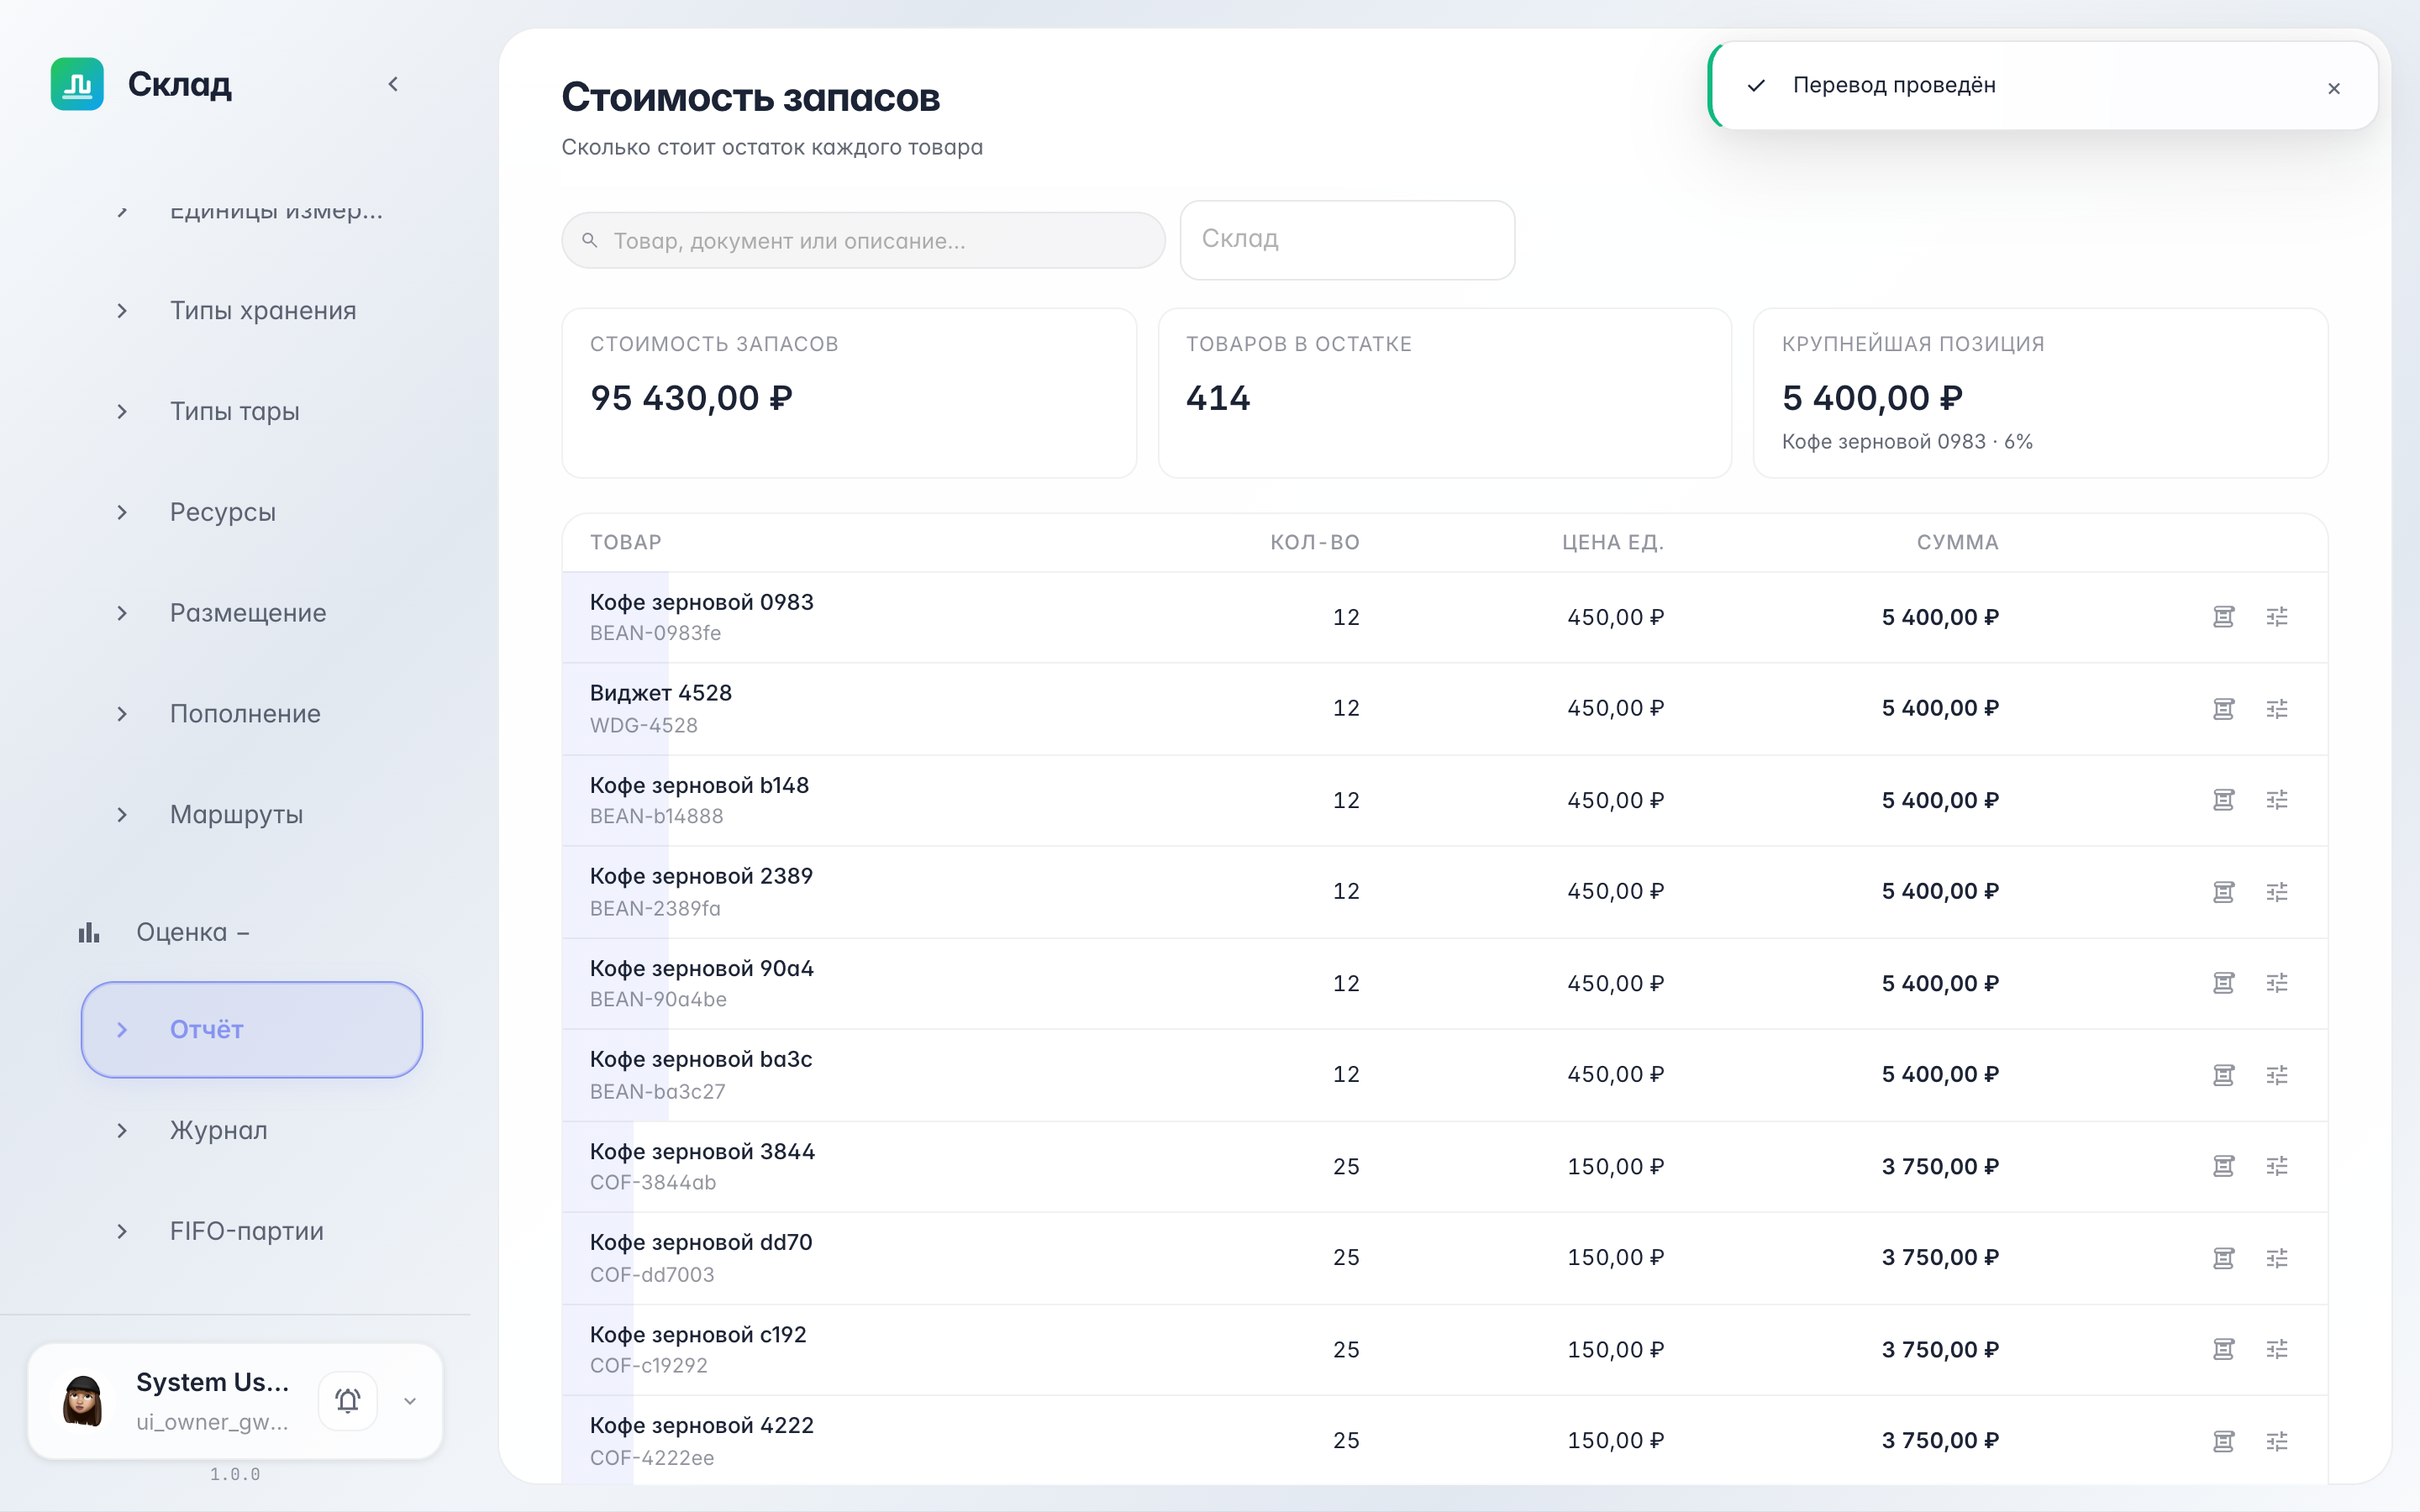 Склад
Единицы измер...
Типы хранения
Типы тары
Ресурсы
Размещение
Пополнение
Маршруты
Оценка –
Отчёт
Журнал
FIFO-партии
System Us...
ui_owner_gw...
1.0.0
Стоимость запасов
Сколько стоит остаток каждого товара
Перевод проведён
Товар, документ или описание...
Склад
СТОИМОСТЬ ЗАПАСОВ
95 430,00 ₽
ТОВАРОВ В ОСТАТКЕ
414
КРУПНЕЙШАЯ ПОЗИЦИЯ
5 400,00 ₽
Кофе зерновой 0983 · 6%
ТОВАР КОЛ-ВО ЦЕНА ЕД. СУММА
Кофе зерновой 0983
BEAN-0983fe
12 450,00 ₽ 5 400,00 ₽
Виджет 4528
WDG-4528
12 450,00 ₽ 5 400,00 ₽
Кофе зерновой b148
BEAN-b14888
12 450,00 ₽ 5 400,00 ₽
Кофе зерновой 2389
BEAN-2389fa
12 450,00 ₽ 5 400,00 ₽
Кофе зерновой 90a4
BEAN-90a4be
12 450,00 ₽ 5 400,00 ₽
Кофе зерновой ba3c
BEAN-ba3c27
12 450,00 ₽ 5 400,00 ₽
Кофе зерновой 3844
COF-3844ab
25 150,00 ₽ 3 750,00 ₽
Кофе зерновой dd70
COF-dd7003
25 150,00 ₽ 3 750,00 ₽
Кофе зерновой c192
COF-c19292
25 150,00 ₽ 3 750,00 ₽
Кофе зерновой 4222
COF-4222ee
25 150,00 ₽ 3 750,00 ₽